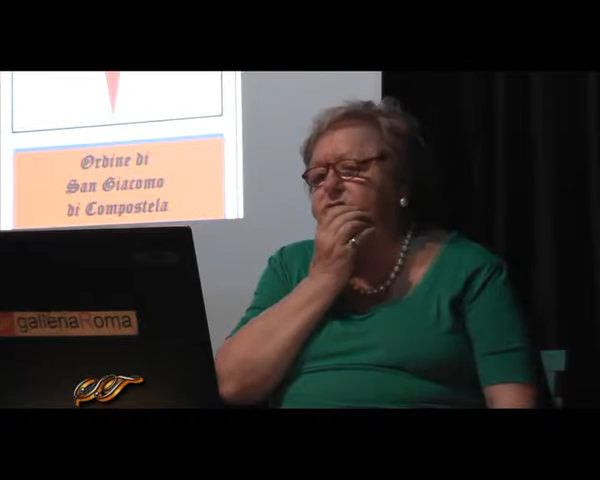 Ordine di
San Giacomo
di Compostela
galleriaRoma